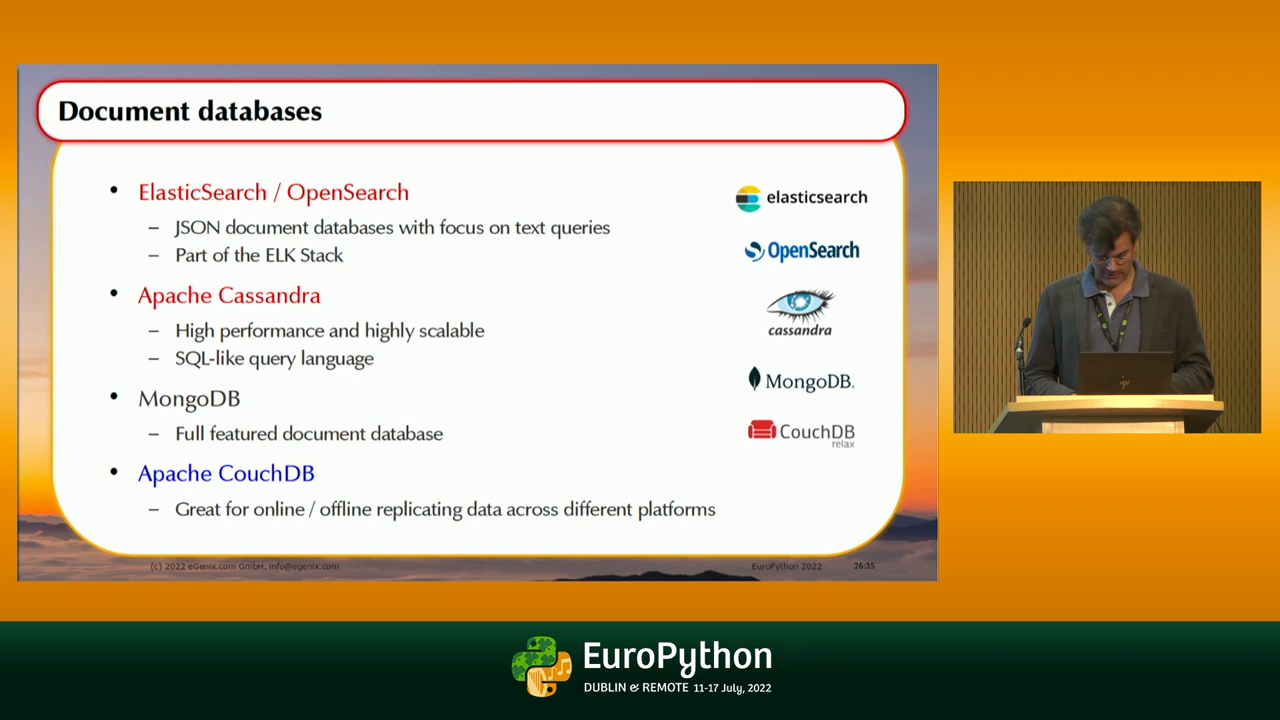 Document databases
• ElasticSearch / OpenSearch
– JSON document databases with focus on text queries
– Part of the ELK Stack
• Apache Cassandra
– High performance and highly scalable
– SQL-like query language
• MongoDB
– Full featured document database
• Apache CouchDB
– Great for online / offline replicating data across different platforms
elasticsearch
OpenSearch
cassandra
MongoDB.
CouchDB
relax
(c) 2022 eGenix.com GmbH, info@egenix.com
EuroPython 2022
26:35
hp
EuroPython
DUBLIN & REMOTE 11-17 July, 2022